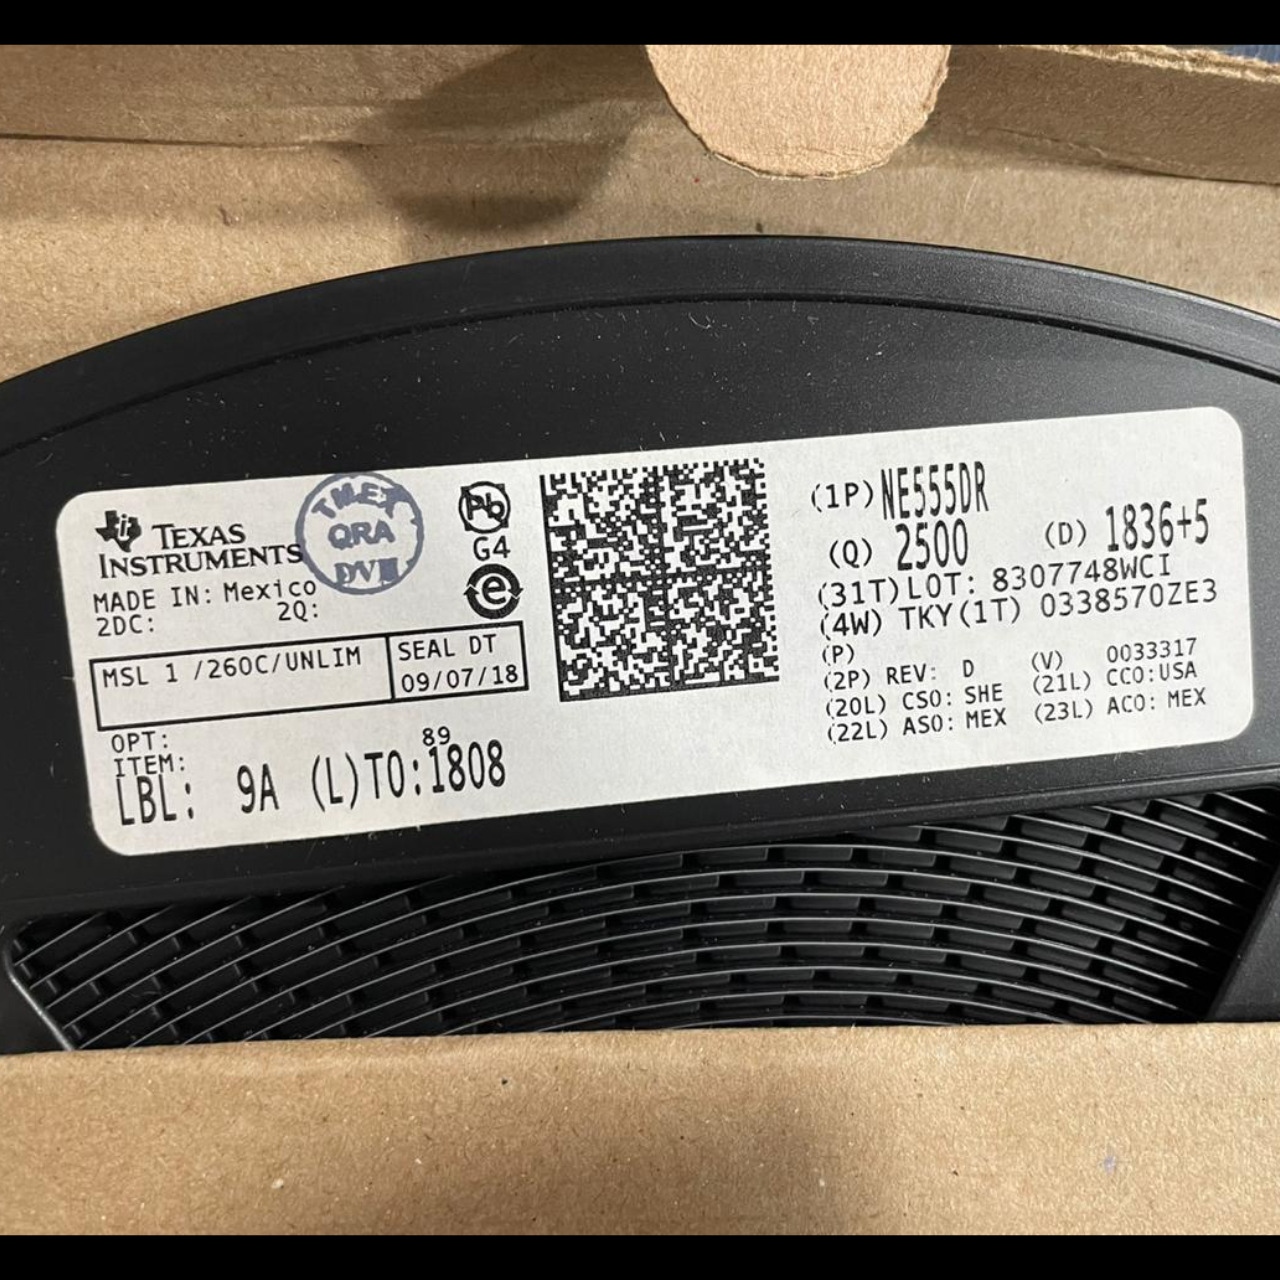 TEXAS
INSTRUMENTS
MADE IN: Mexico
2DC: 2Q:
QRA
Pb
G4
e
MSL 1 /260C/UNLIM
SEAL DT
09/07/18
OPT:
ITEM: 89
LBL: 9A (L)TO:1808
(1P) NE555DR
(Q) 2500 (D) 1836+5
(31T)LOT: 8307748WCI
(4W) TKY(1T) 0338570ZE3
(P)
(2P) REV: D (V) 0033317
(20L) CSO: SHE (21L) CCO:USA
(22L) ASO: MEX (23L) ACO: MEX